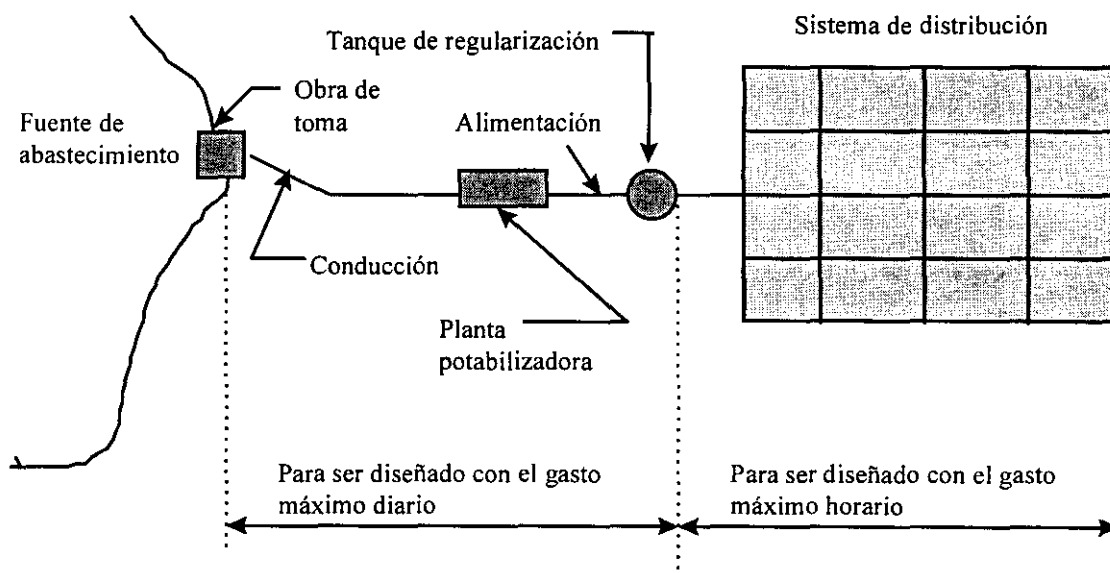 Sistema de distribución
Tanque de regularización
Obra de
toma
Fuente de
abastecimiento
Alimentación
Conducción
Planta
potabilizadora
Para ser diseñado con el gasto
máximo diario
Para ser diseñado con el gasto
máximo horario